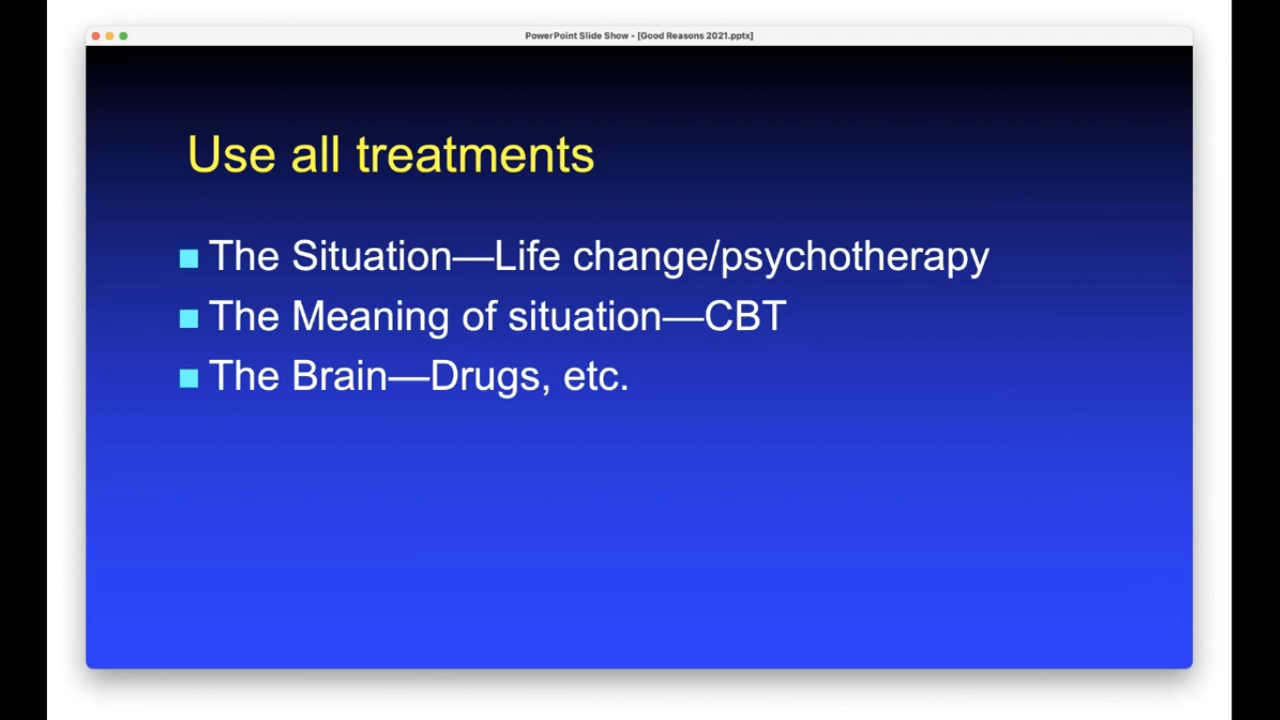 PowerPoint Slide Show - [Good Reasons 2021.pptx]
Use all treatments
The Situation—Life change/psychotherapy
The Meaning of situation—CBT
The Brain—Drugs, etc.